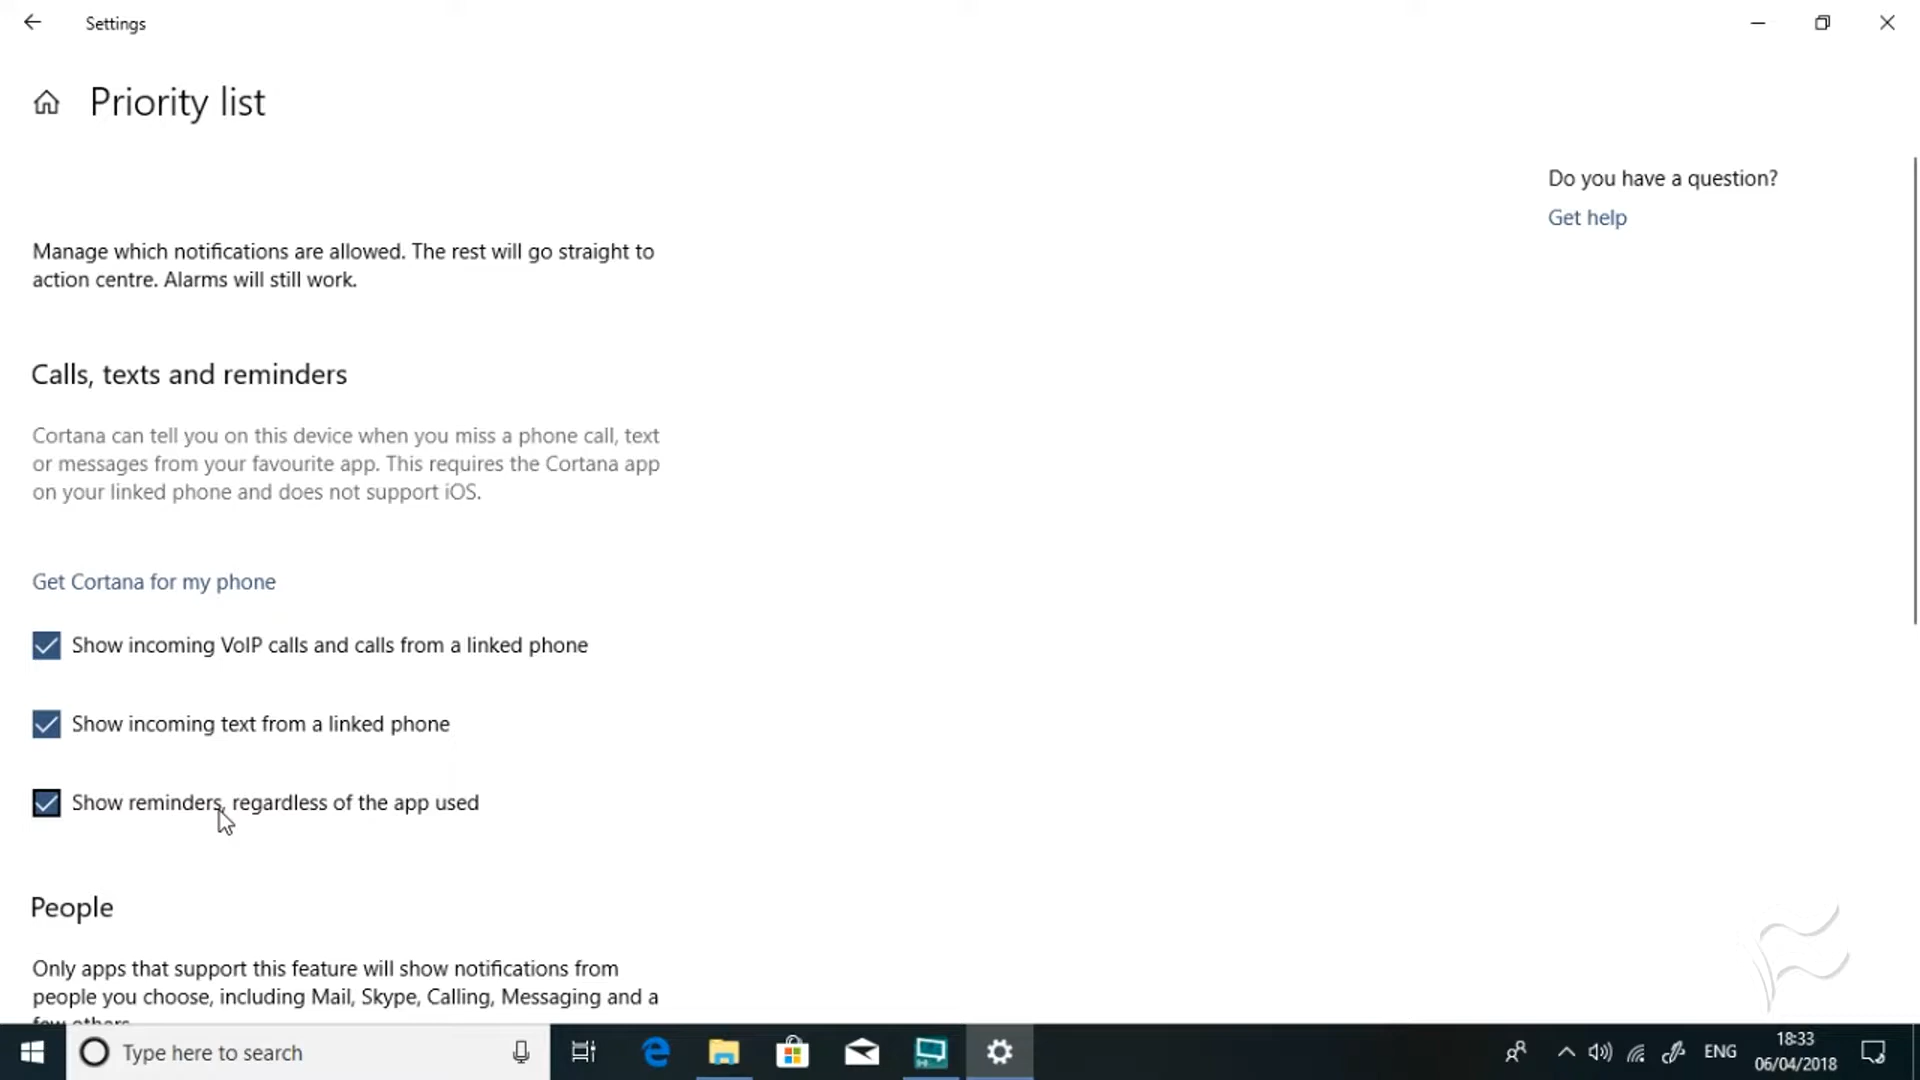 Settings
Priority list
Do you have a question?
Get help
Manage which notifications are allowed. The rest will go straight to
action centre. Alarms will still work.
Calls, texts and reminders
Cortana can tell you on this device when you miss a phone call, text
or messages from your favourite app. This requires the Cortana app
on your linked phone and does not support iOS.
Get Cortana for my phone
Show incoming VoIP calls and calls from a linked phone
Show incoming text from a linked phone
Show reminders, regardless of the app used
People
Only apps that support this feature will show notifications from
people you choose, including Mail, Skype, Calling, Messaging and a
few others.
Type here to search
ENG
18:33
06/04/2018